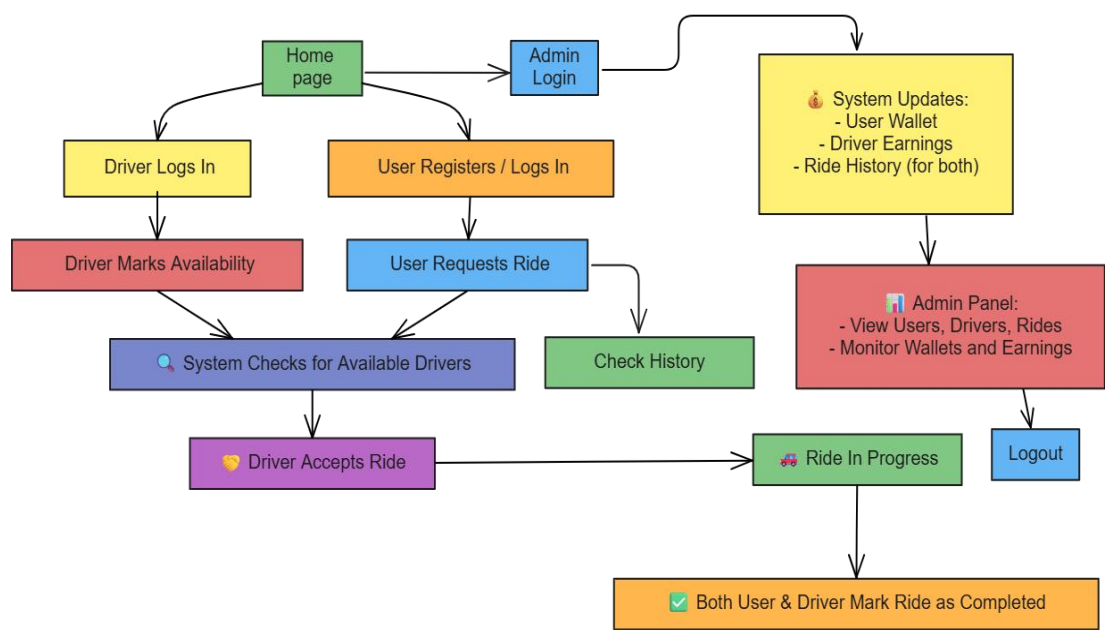 Home
page
Admin
Login
💰 System Updates:
- User Wallet
- Driver Earnings
- Ride History (for both)
Driver Logs In
User Registers / Logs In
Driver Marks Availability
User Requests Ride
📊 Admin Panel:
- View Users, Drivers, Rides
- Monitor Wallets and Earnings
🔍 System Checks for Available Drivers
Check History
🤝 Driver Accepts Ride
🚗 Ride In Progress
Logout
✅ Both User & Driver Mark Ride as Completed